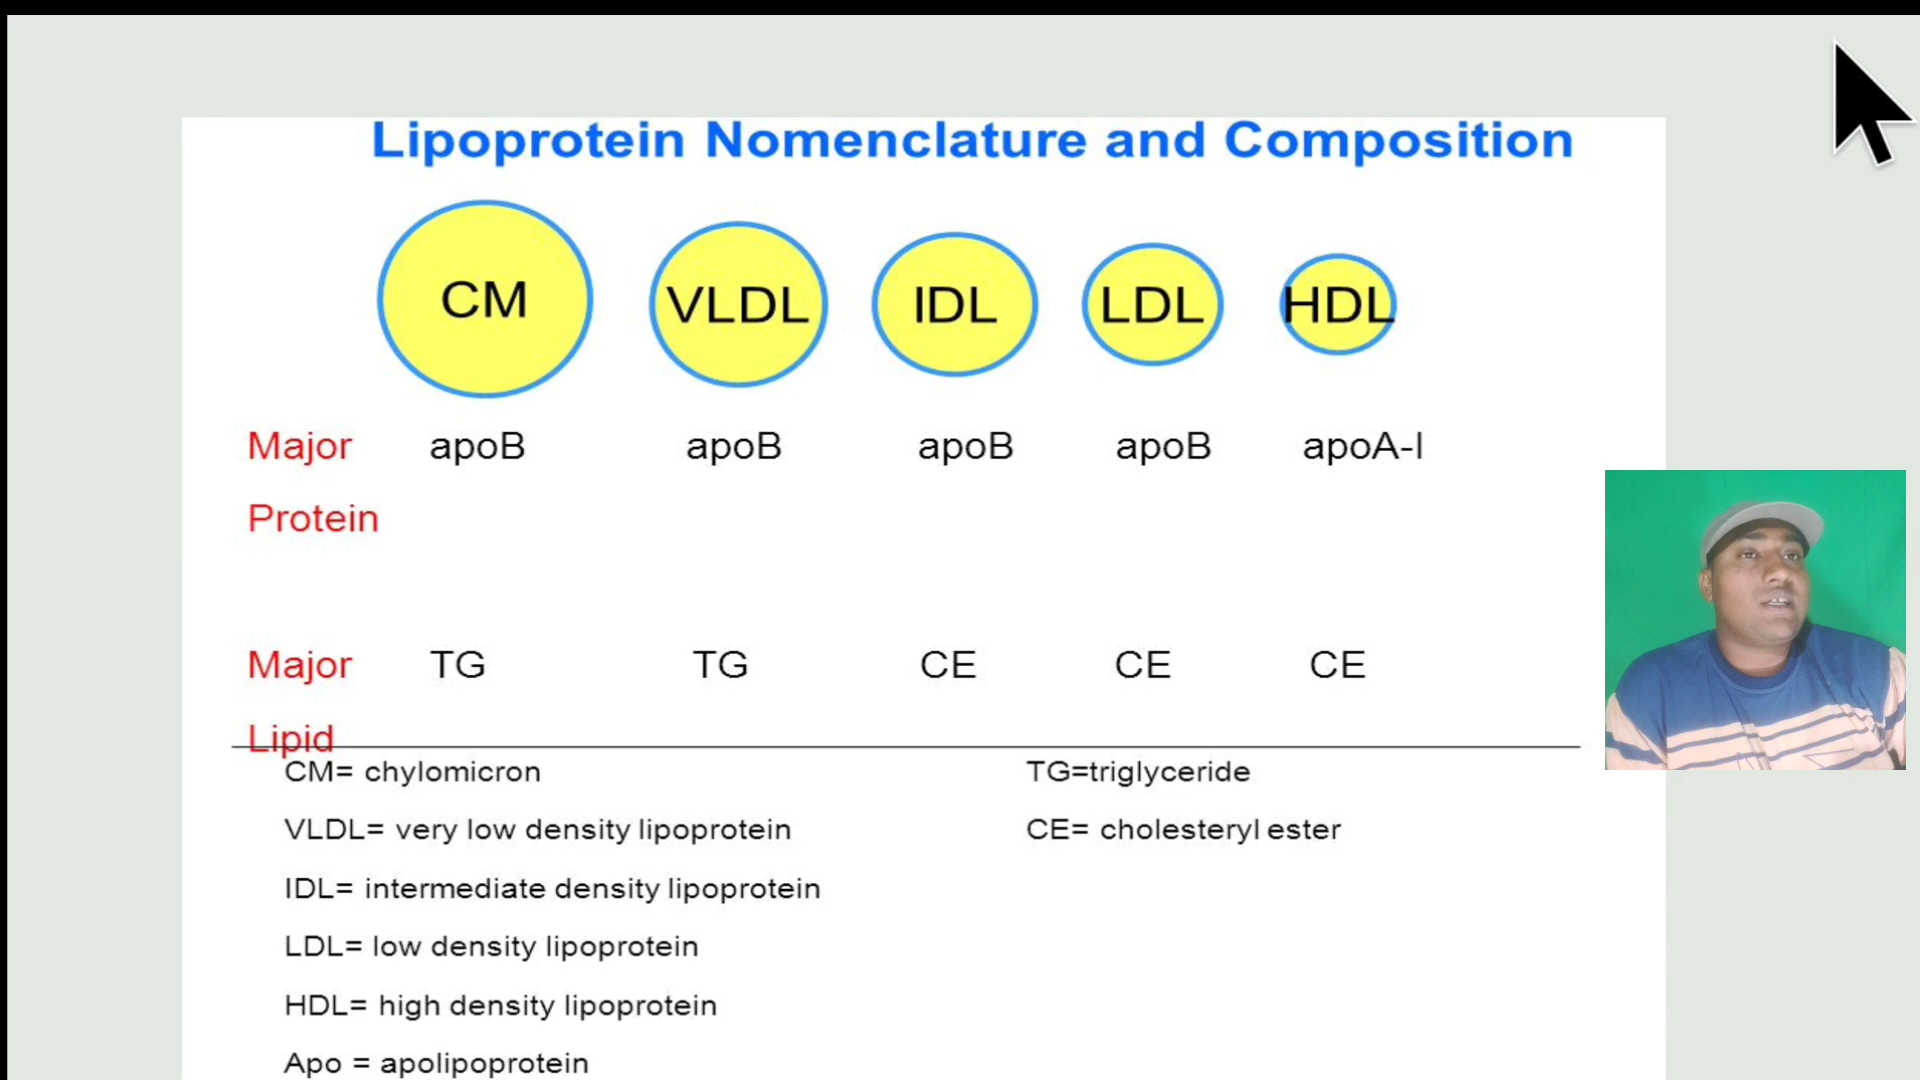 Lipoprotein Nomenclature and Composition
CM VLDL IDL LDL HDL
Major apoB apoB apoB apoB apoA-I
Protein
Major TG TG CE CE CE
Lipid
CM= chylomicron TG=triglyceride
VLDL= very low density lipoprotein CE= cholesteryl ester
IDL= intermediate density lipoprotein
LDL= low density lipoprotein
HDL= high density lipoprotein
Apo = apolipoprotein